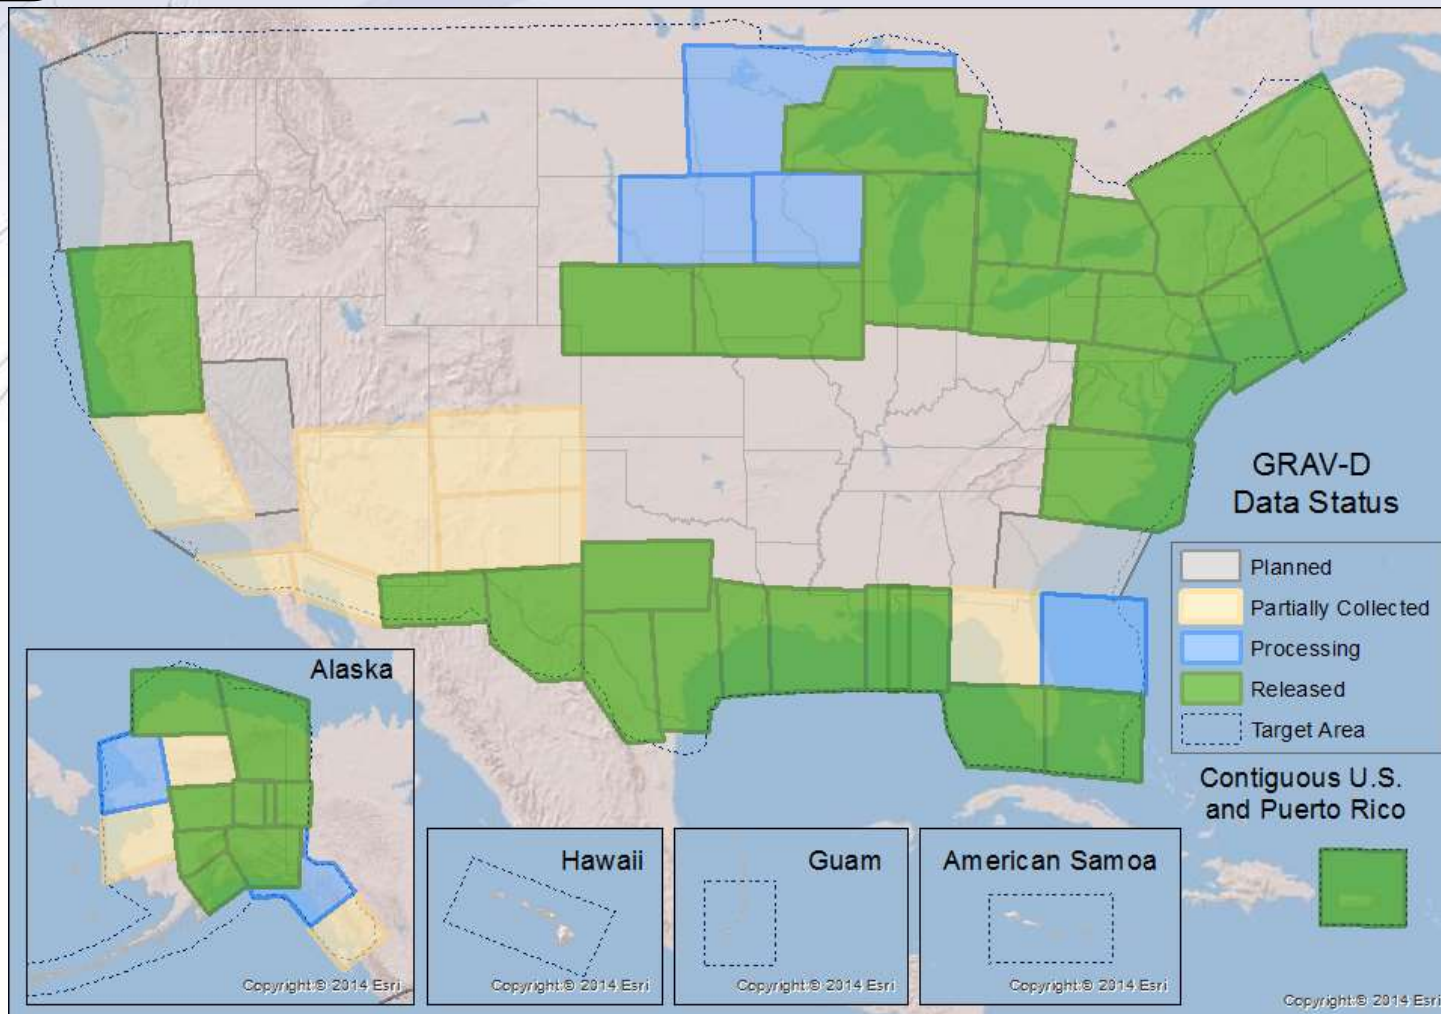 GRAV-D
Data Status
Planned
Partially Collected
Processing
Released
Target Area
Contiguous U.S.
and Puerto Rico
Alaska
Copyright:© 2014 Esri
Hawaii
Copyright:© 2014 Esri
Guam
Copyright:© 2014 Esri
American Samoa
Copyright:© 2014 Esri
Copyright:© 2014 Esri